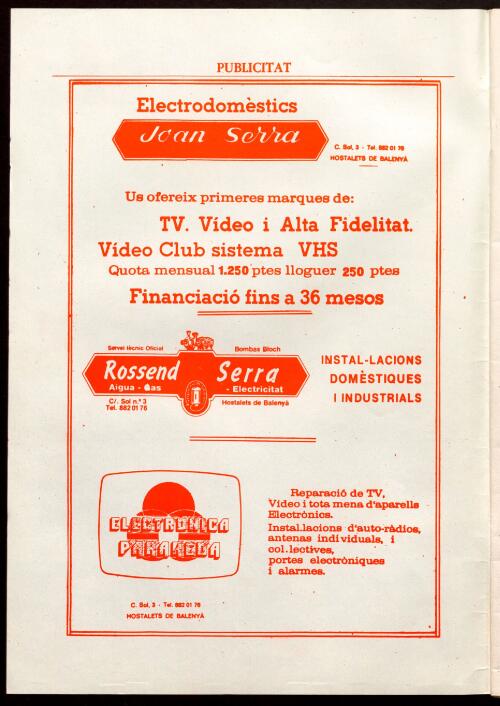 PUBLICITAT
Electrodomèstics
Joan Serra
C. Sol, 3 - Tel. 882 01 76
HOSTALETS DE BALENYÀ
Us ofereix primeres marques de:
TV. Vídeo i Alta Fidelitat.
Vídeo Club sistema VHS
Quota mensual 1.250 ptes lloguer 250 ptes
Financiació fins a 36 mesos
Servei tècnic Oficial
Bombas Bloch
Rossend Serra
Aigua - Gas - Electricitat
C/. Sol n.º 3
Tel. 882 01 76
Hostalets de Balenyà
INSTAL·LACIONS
DOMÈSTIQUES
I INDUSTRIALS
ELECTRÒNICA
PARAREDA
C. Sol, 3 - Tel. 882 01 76
HOSTALETS DE BALENYÀ
Reparació de TV,
Vídeo i tota mena d'aparells
Electrònics.
Instal.lacions d'auto-ràdios,
antenas individuals, i
col.lectives,
portes electròniques
i alarmes.